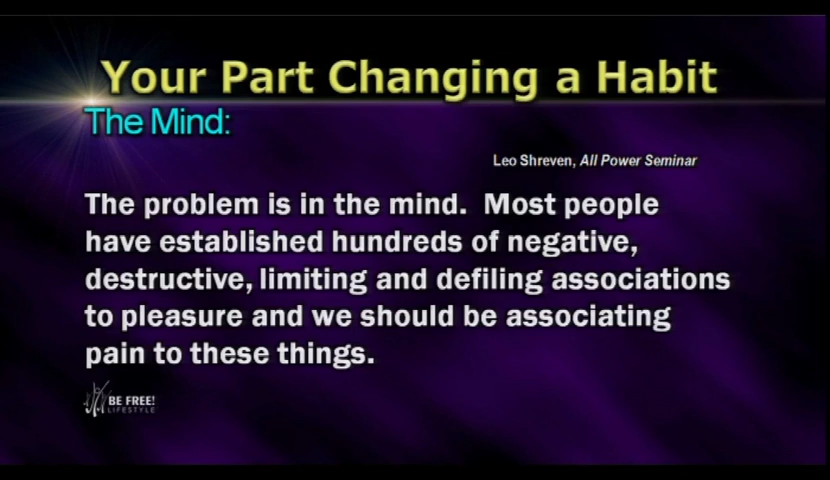 Your Part Changing a Habit
The Mind:
Leo Shreven, All Power Seminar
The problem is in the mind.  Most people
have established hundreds of negative,
destructive, limiting and defiling associations
to pleasure and we should be associating
pain to these things.
BE FREE!
LIFESTYLE